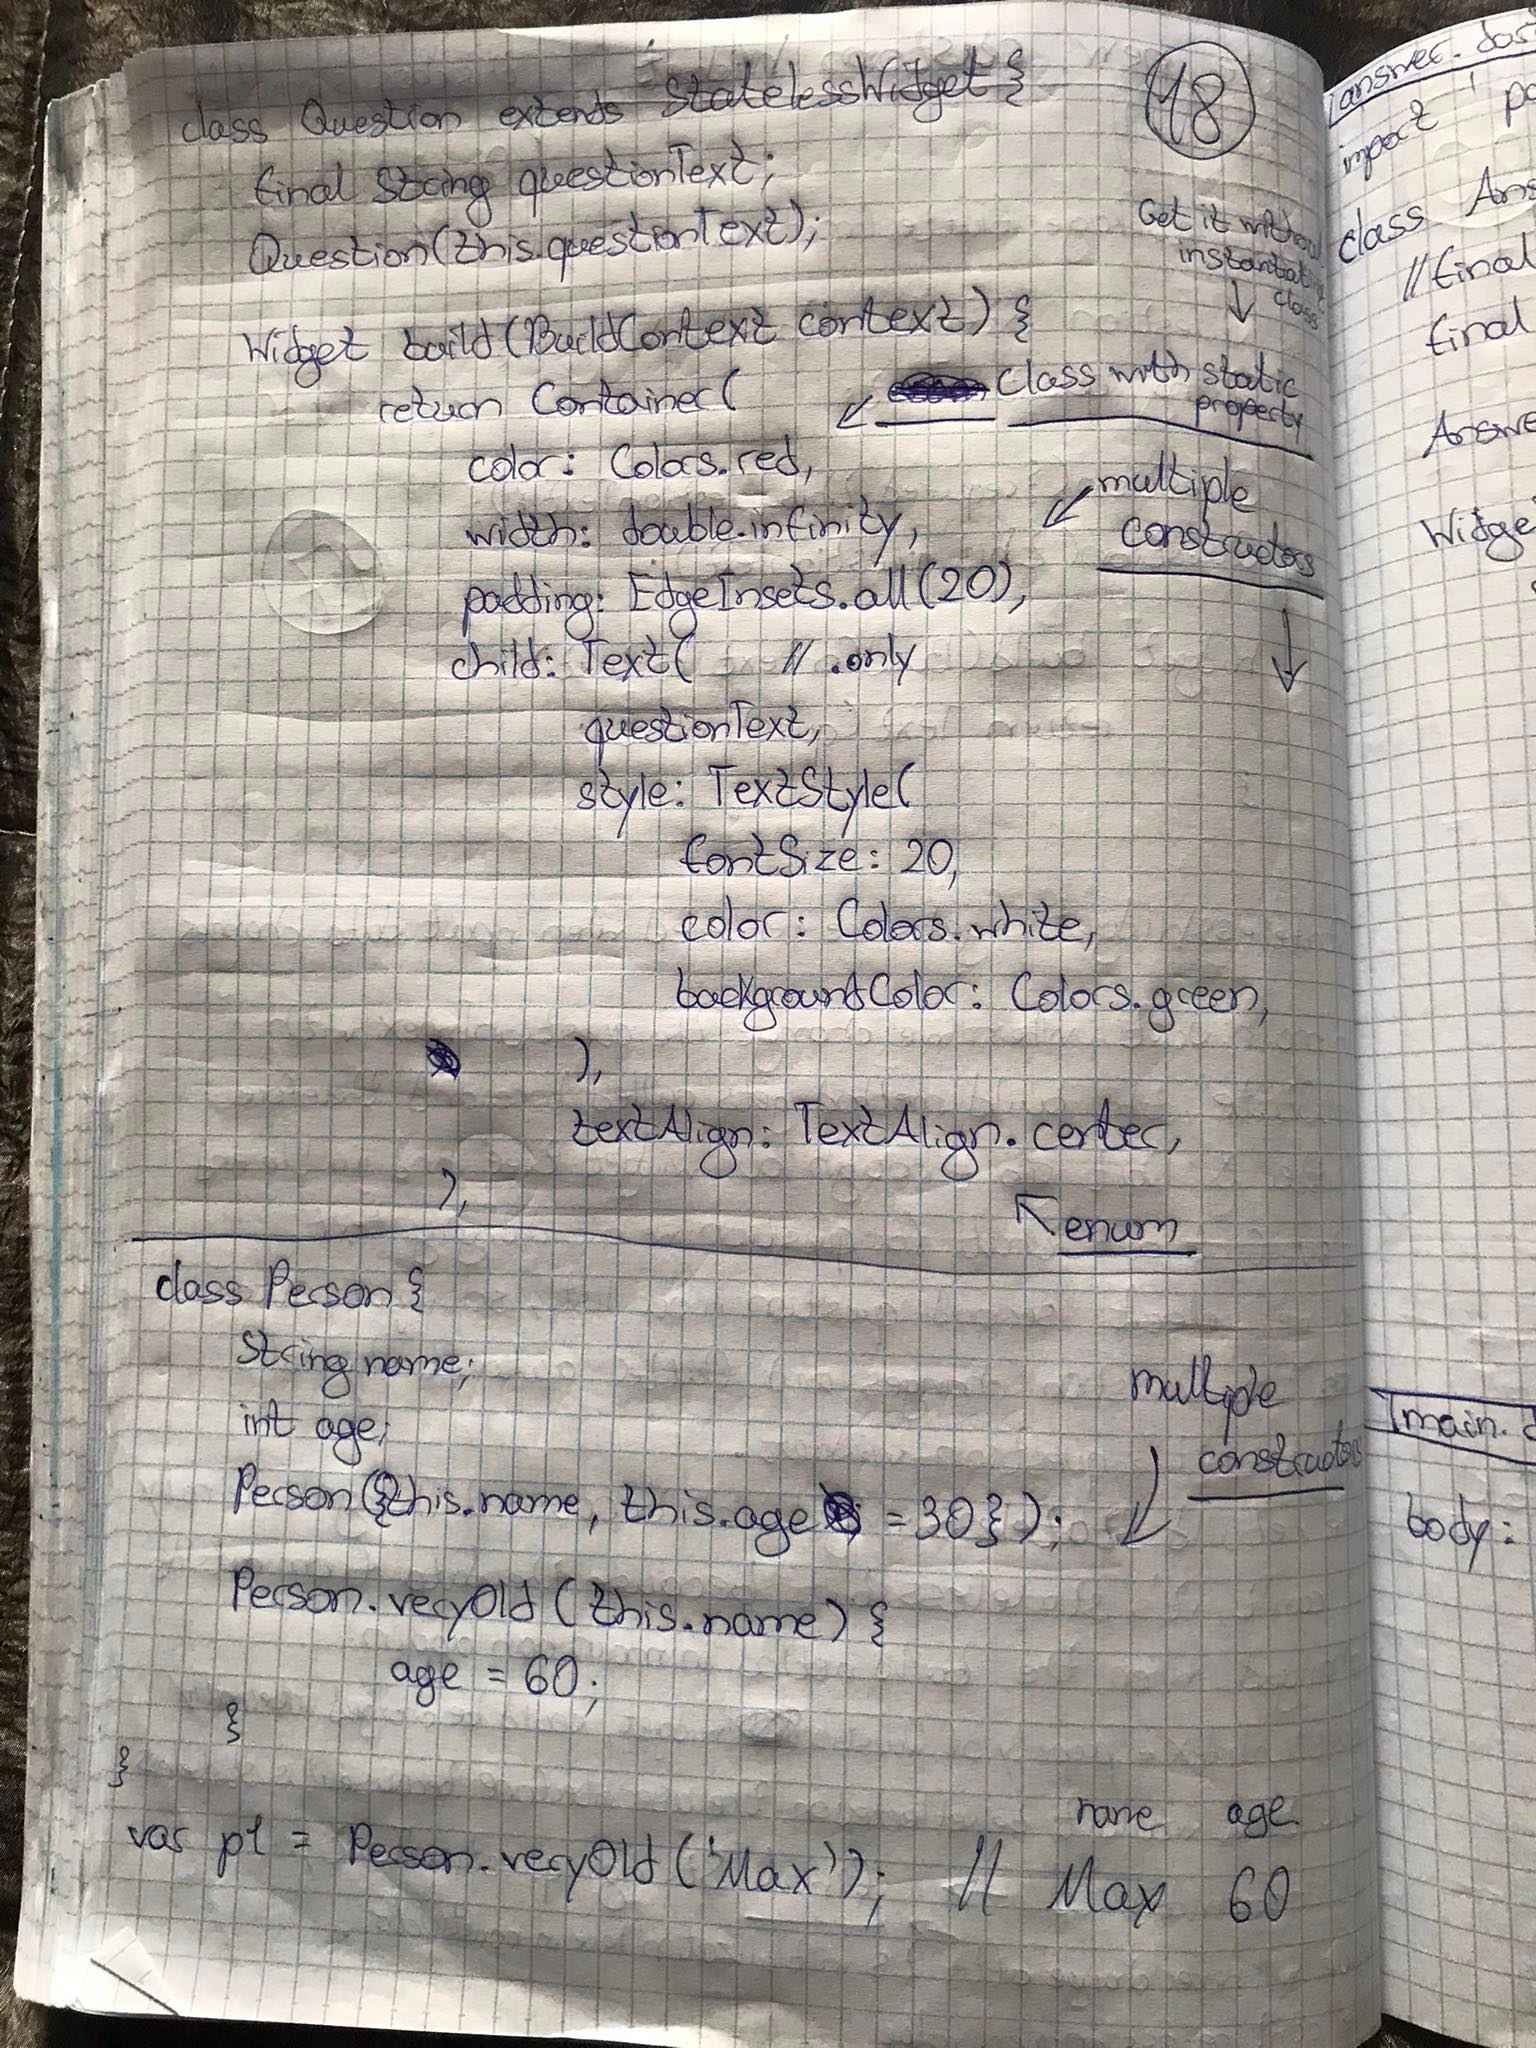 class Question extends StatelessWidget {
18
final String questionText;
Question(this.questionText);
Get it without
instantiating
class
Widget build(BuildContext context) {
return Container(
class with static
property
color: Colors.red,
multiple
constructors
width: double.infinity,
padding: EdgeInsets.all(20),
child: Text( // .only
questionText,
style: TextStyle(
fontSize: 20,
color: Colors.white,
backgroundColor: Colors.green,
),
textAlign: TextAlign.center,
),
enum
class Person {
String name;
int age;
multiple
constructors
Person({this.name, this.age = 30});
Person.veryOld (this.name) {
age = 60;
}
}
name age
var p1 = Person.veryOld ('Max'); // Max 60
answer.
import '
class
// final
final
main.
body: